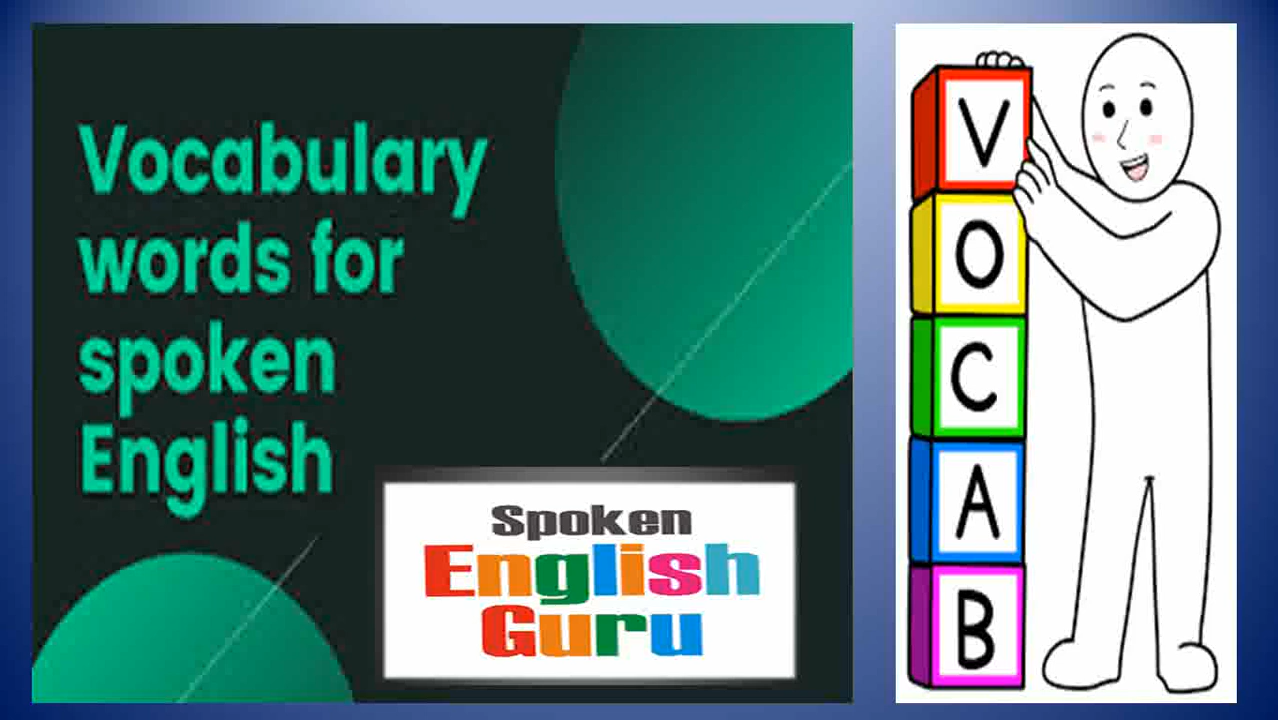 Vocabulary
words for
spoken
English
Spoken
English
Guru
V
O
C
A
B